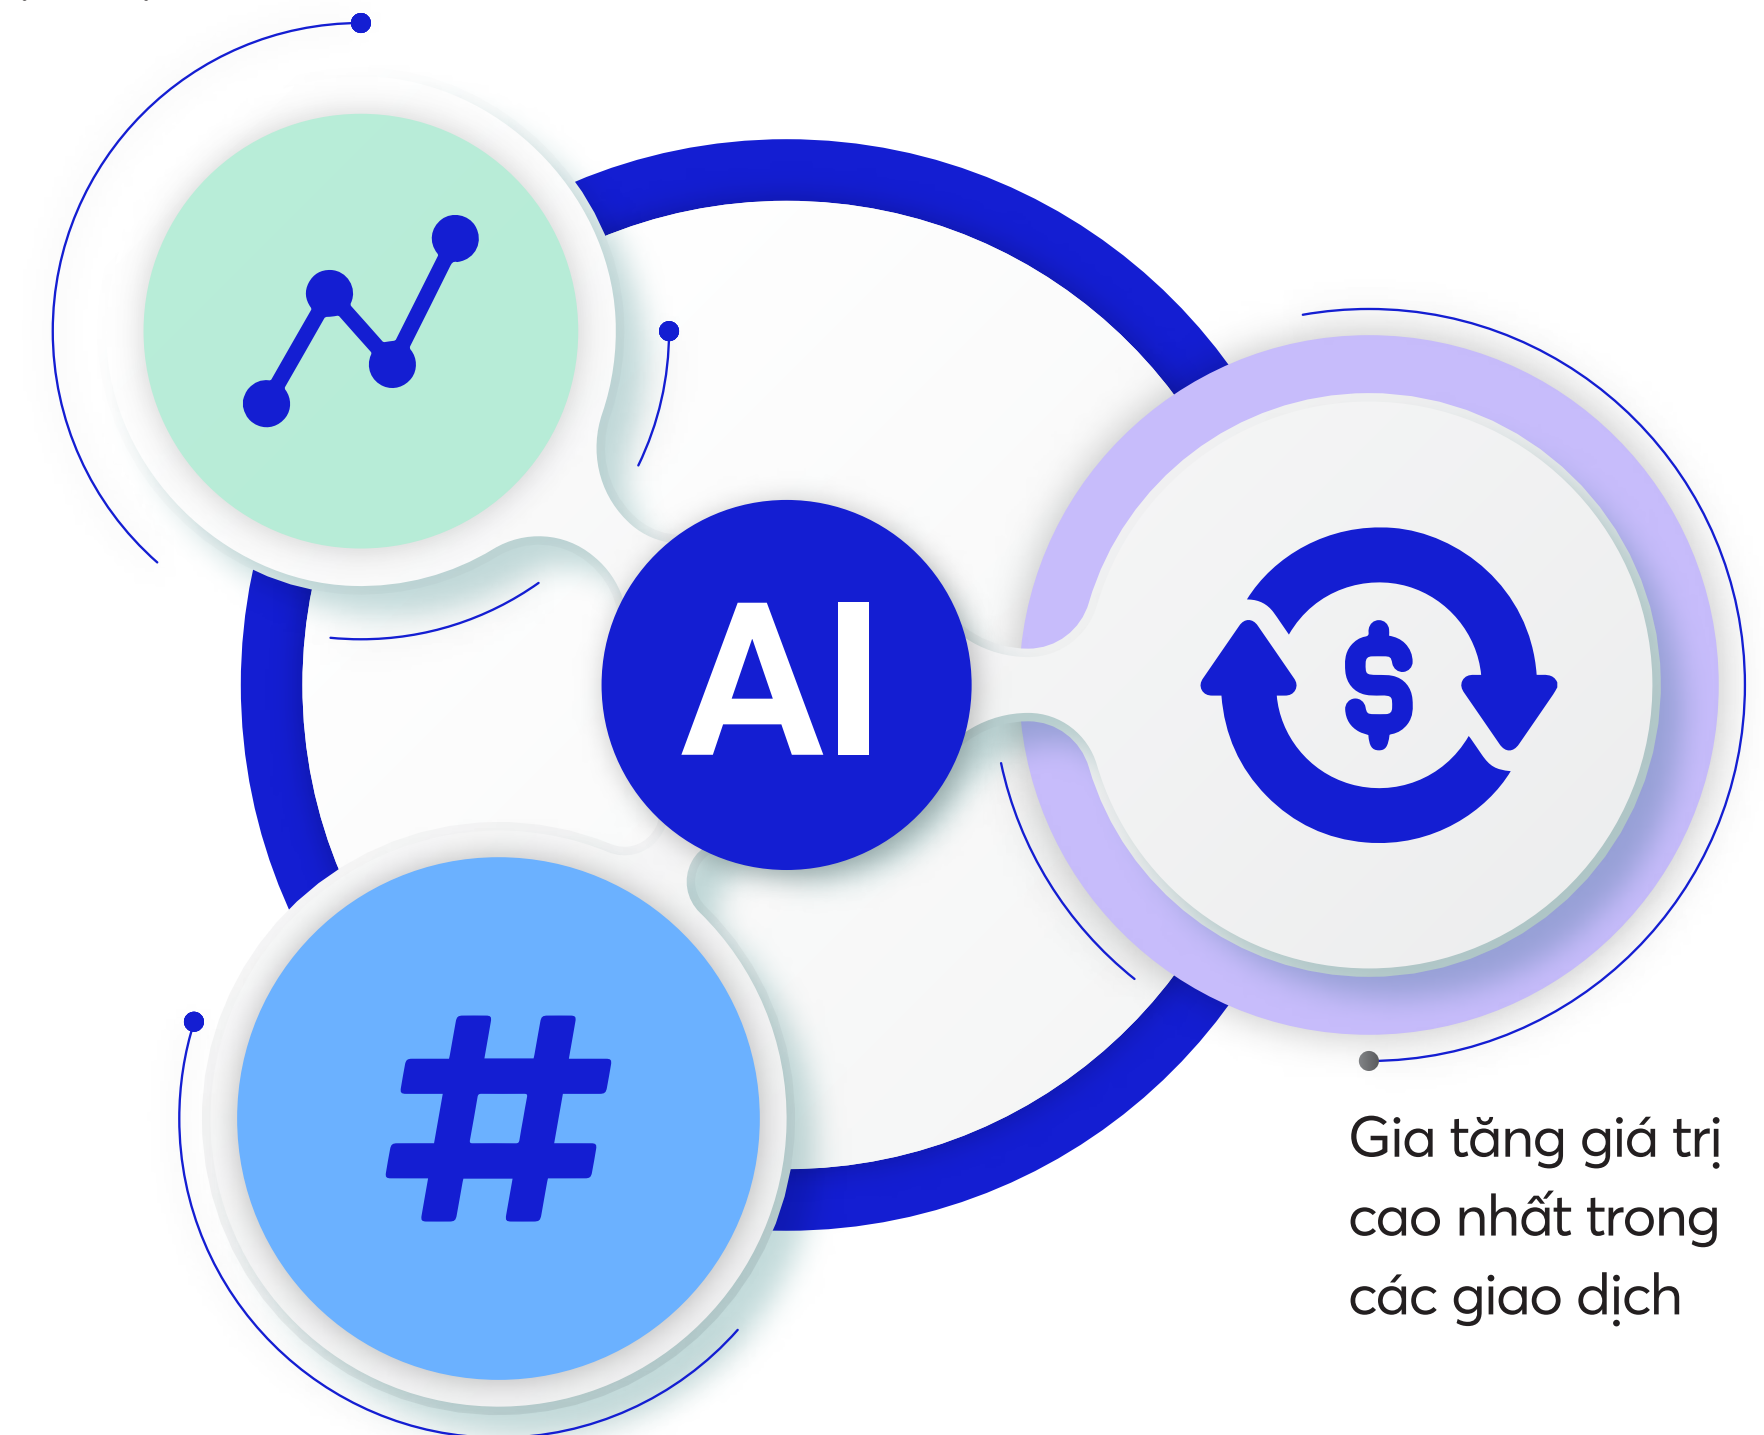 AI
#
$
Gia tăng giá trị
cao nhất trong
các giao dịch